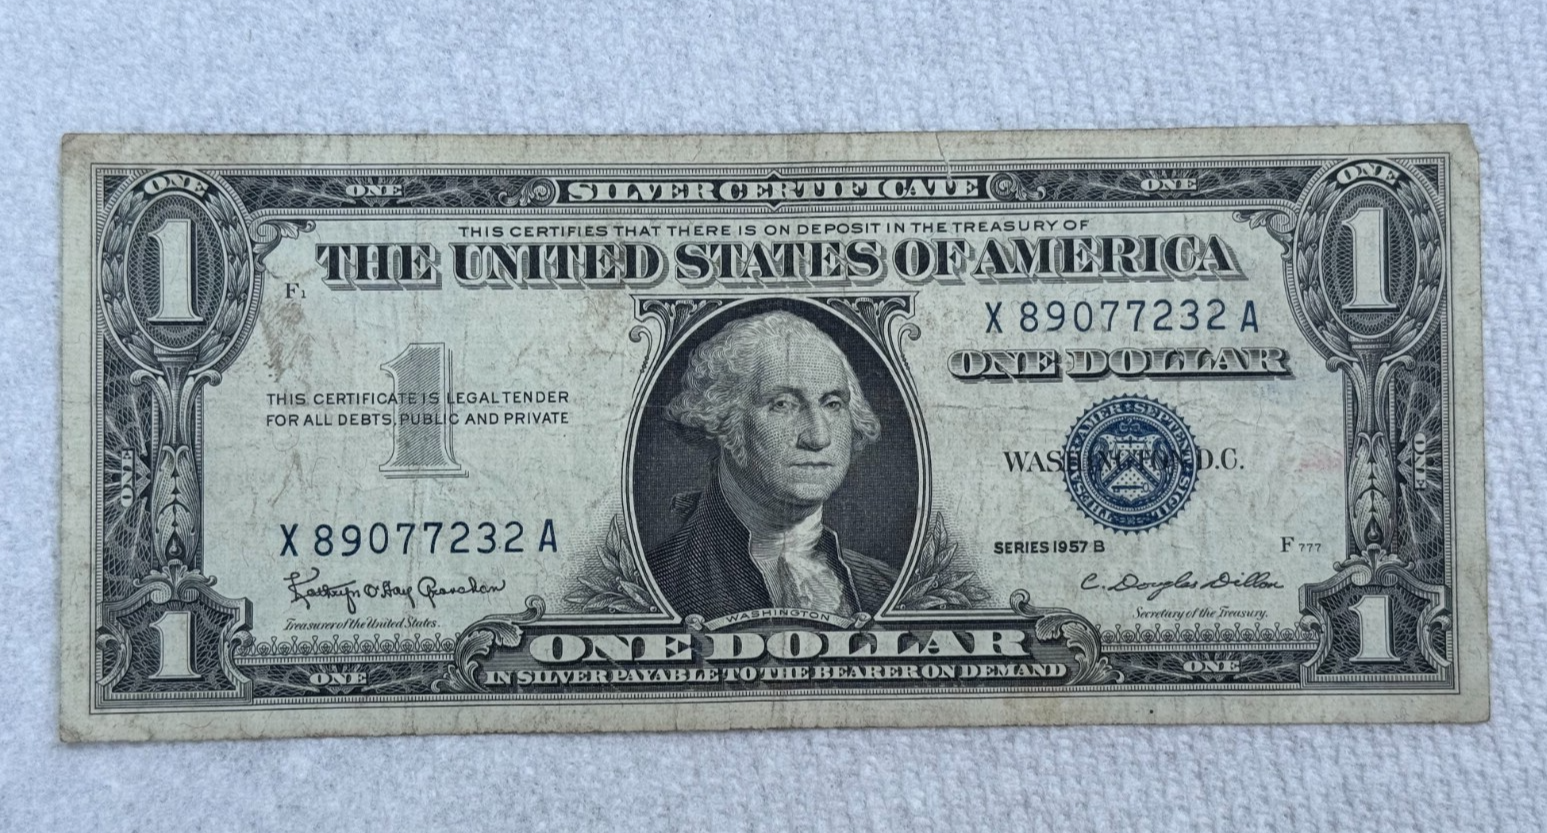 ONE
SILVER CERTIFICATE
ONE
ONE
ONE
1
1
THIS CERTIFIES THAT THERE IS ON DEPOSIT IN THE TREASURY OF
THE UNITED STATES OF AMERICA
F1
X 89077232 A
ONE DOLLAR
1
THIS CERTIFICATE IS LEGAL TENDER
FOR ALL DEBTS, PUBLIC AND PRIVATE
WASHINGTON, D.C.
ONE
ONE
X 89077232 A
SERIES 1957 B
F 777
Kathryn O'Hay Granahan
C. Douglas Dillon
Treasurer of the United States.
Secretary of the Treasury.
WASHINGTON
1
1
ONE DOLLAR
ONE
ONE
IN SILVER PAYABLE TO THE BEARER ON DEMAND